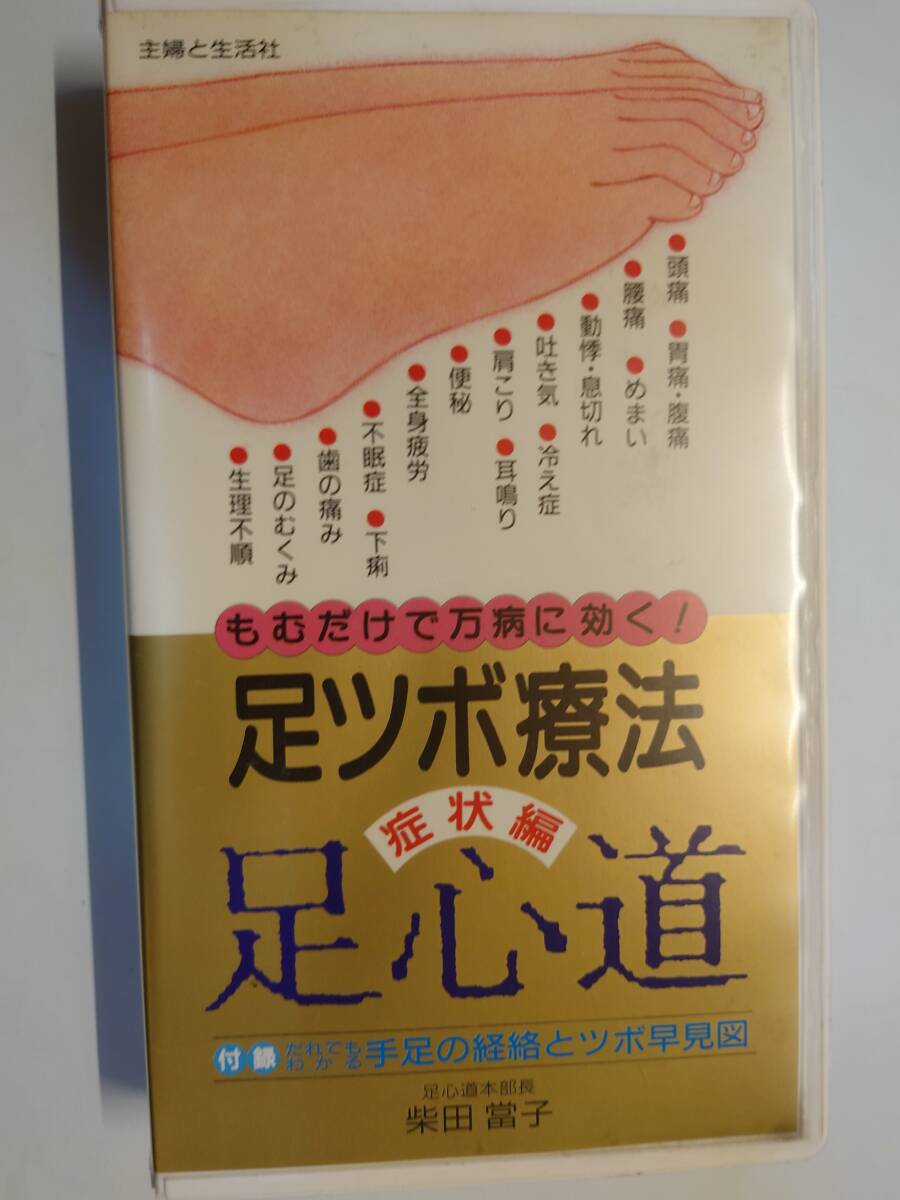 主婦と生活社
●頭痛 ●胃痛・腹痛
●腰痛 ●めまい
●動悸・息切れ
●吐き気 ●冷え症
●肩こり ●耳鳴り
●便秘
●全身疲労
●不眠症 ●下痢
●歯の痛み
●足のむくみ
●生理不順
もむだけで万病に効く!
足ツボ療法
症状編
足心道
付録 だれでもわかる 手足の経絡とツボ早見図
足心道本部長
柴田 當子